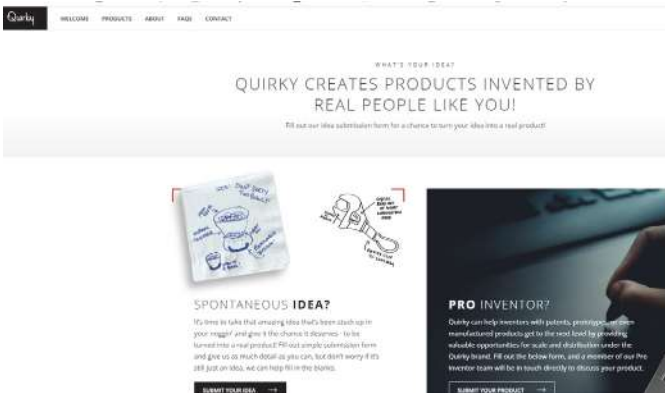 Quirky
WELCOME PRODUCTS ABOUT FAQS CONTACT
WHAT'S YOUR IDEA?
QUIRKY CREATES PRODUCTS INVENTED BY
REAL PEOPLE LIKE YOU!
Fill out our idea submission form for a chance to turn your idea into a real product!
SPONTANEOUS IDEA?
It's time to take that amazing idea that's been stuck up in
your noggin' and give it the chance it deserves - to be
turned into a real product! Fill out simple submission form
and give us as much detail as you can, but don't worry if it's
still just an idea, we can help fill in the blanks.
SUBMIT YOUR IDEA
PRO INVENTOR?
Quirky can help inventors with patents, prototypes, or even
manufactured products get to the next level by providing
valuable opportunities for scale and distribution under the
Quirky brand. Fill out the below form, and a member of our Pro
Inventor team will be in touch directly to discuss your product.
SUBMIT YOUR PRODUCT